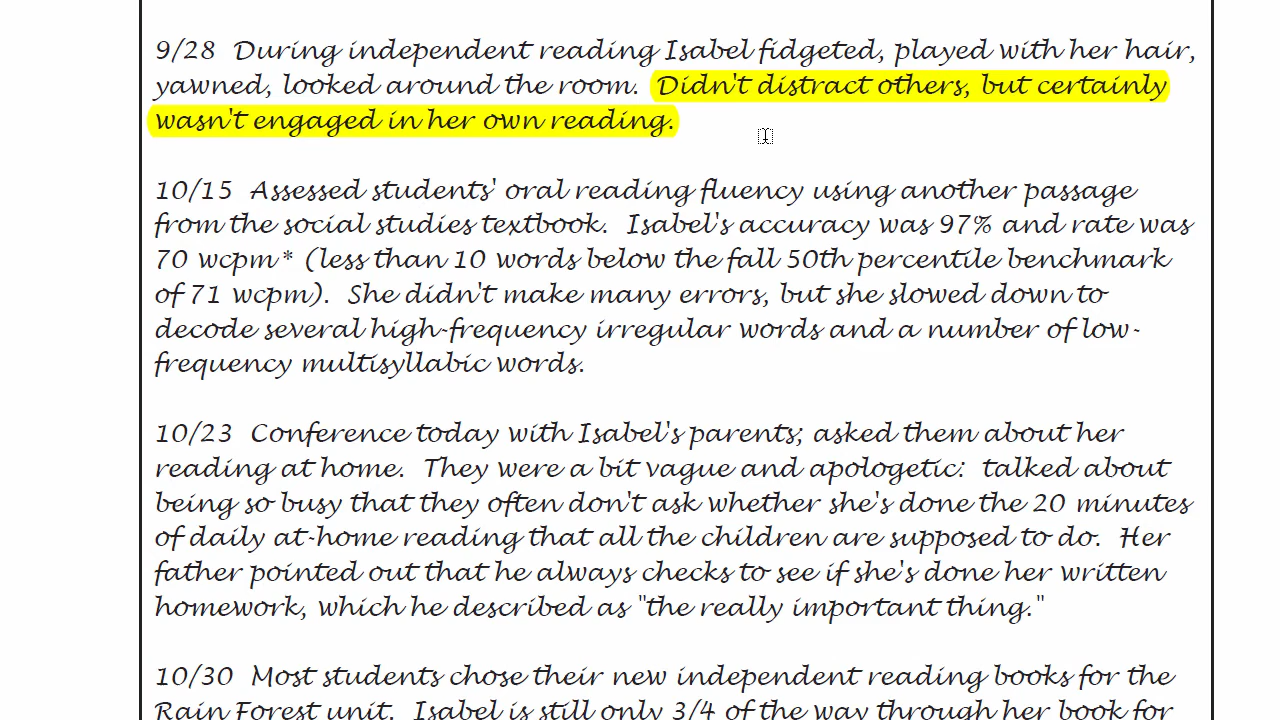 9/28 During independent reading Isabel fidgeted, played with her hair,
yawned, looked around the room. Didn't distract others, but certainly
wasn't engaged in her own reading.
10/15 Assessed students' oral reading fluency using another passage
from the social studies textbook. Isabel's accuracy was 97% and rate was
70 wcpm* (less than 10 words below the fall 50th percentile benchmark
of 71 wcpm). She didn't make many errors, but she slowed down to
decode several high-frequency irregular words and a number of low-
frequency multisyllabic words.
10/23 Conference today with Isabel's parents; asked them about her
reading at home. They were a bit vague and apologetic: talked about
being so busy that they often don't ask whether she's done the 20 minutes
of daily at-home reading that all the children are supposed to do. Her
father pointed out that he always checks to see if she's done her written
homework, which he described as "the really important thing."
10/30 Most students chose their new independent reading books for the
Rain Forest unit. Isabel is still only 3/4 of the way through her book for